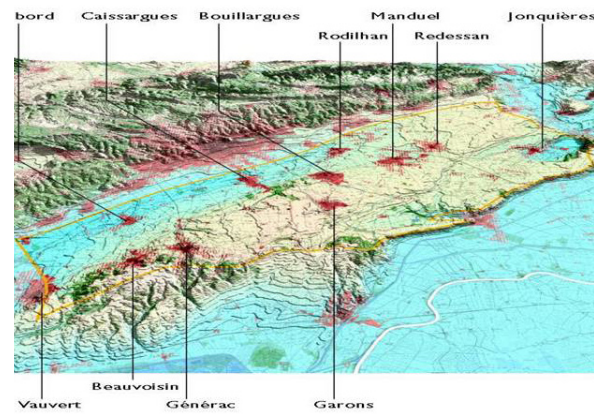 bord Caissargues Bouillargues Manduel Jonquières
Rodilhan Redessan
Beauvoisin
Vauvert Générac Garons